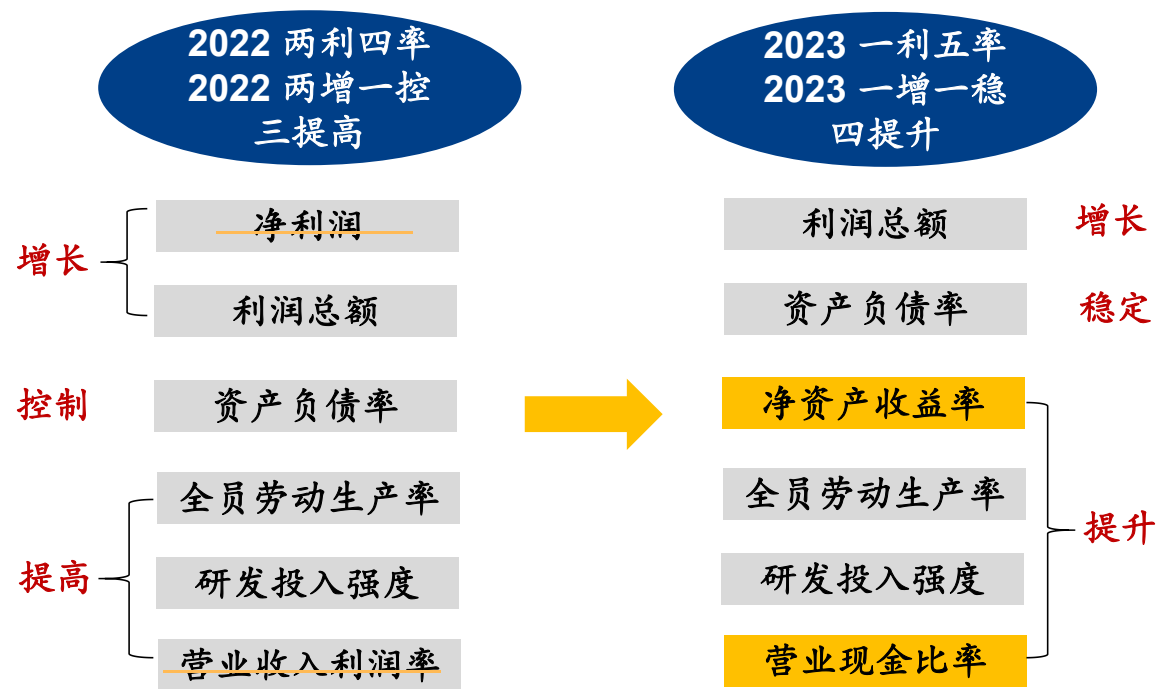 2022 两利四率
2022 两增一控
三提高
2023 一利五率
2023 一增一稳
四提升
增长
净利润
利润总额
控制
资产负债率
提高
全员劳动生产率
研发投入强度
营业收入利润率
利润总额
增长
资产负债率
稳定
净资产收益率
全员劳动生产率
研发投入强度
营业现金比率
提升